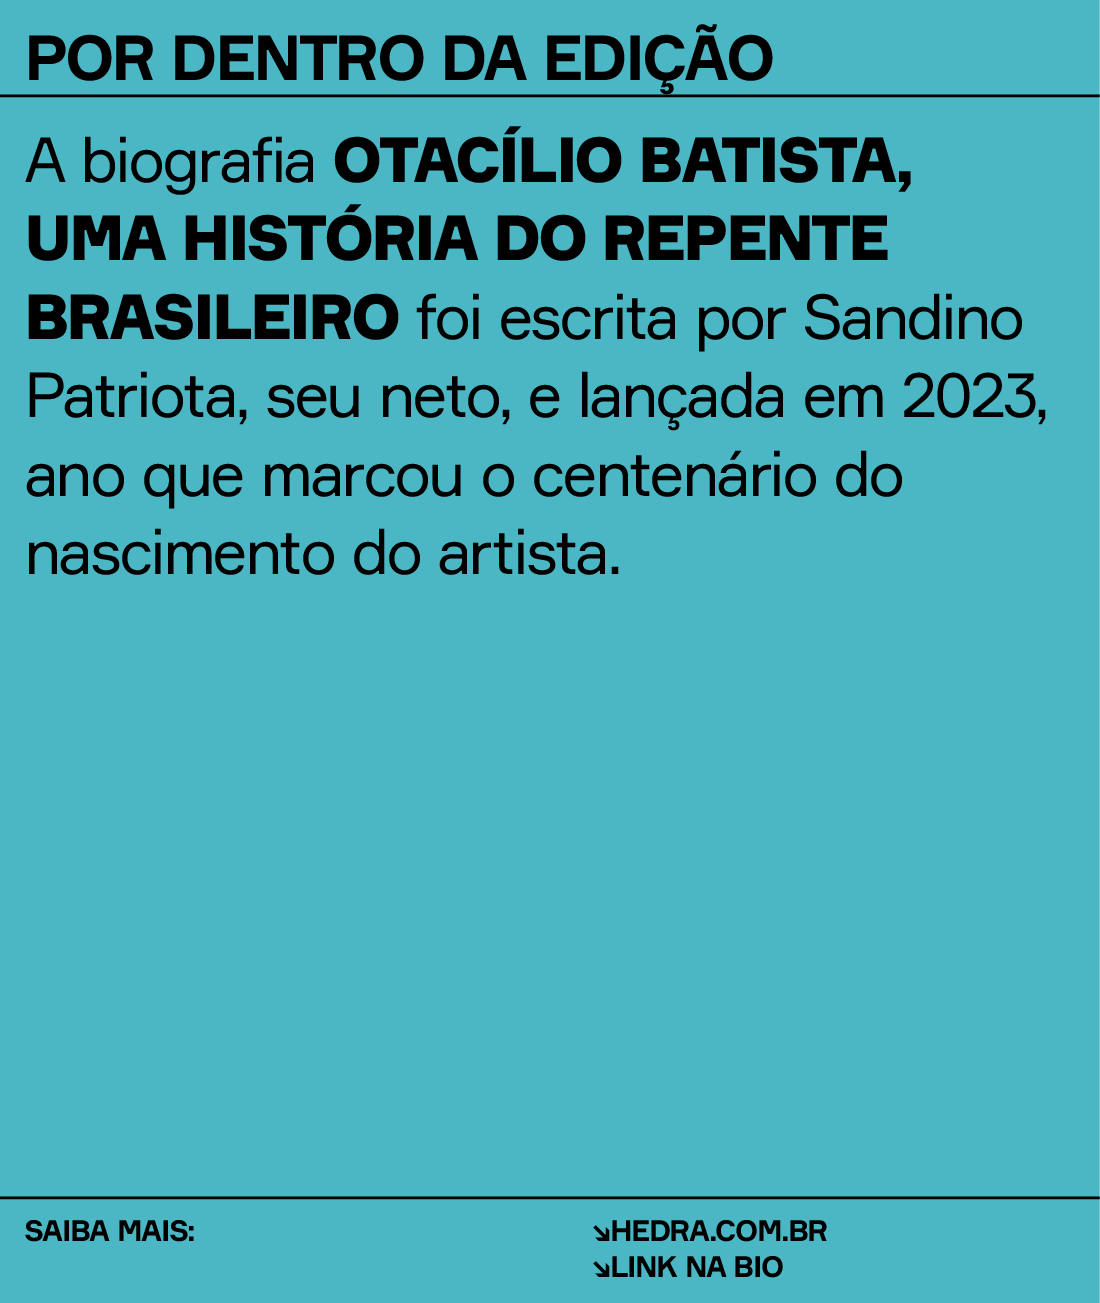 POR DENTRO DA EDIÇÃO
A biografia OTACÍLIO BATISTA,
UMA HISTÓRIA DO REPENTE
BRASILEIRO foi escrita por Sandino
Patriota, seu neto, e lançada em 2023,
ano que marcou o centenário do
nascimento do artista.
SAIBA MAIS:
↘HEDRA.COM.BR
↘LINK NA BIO